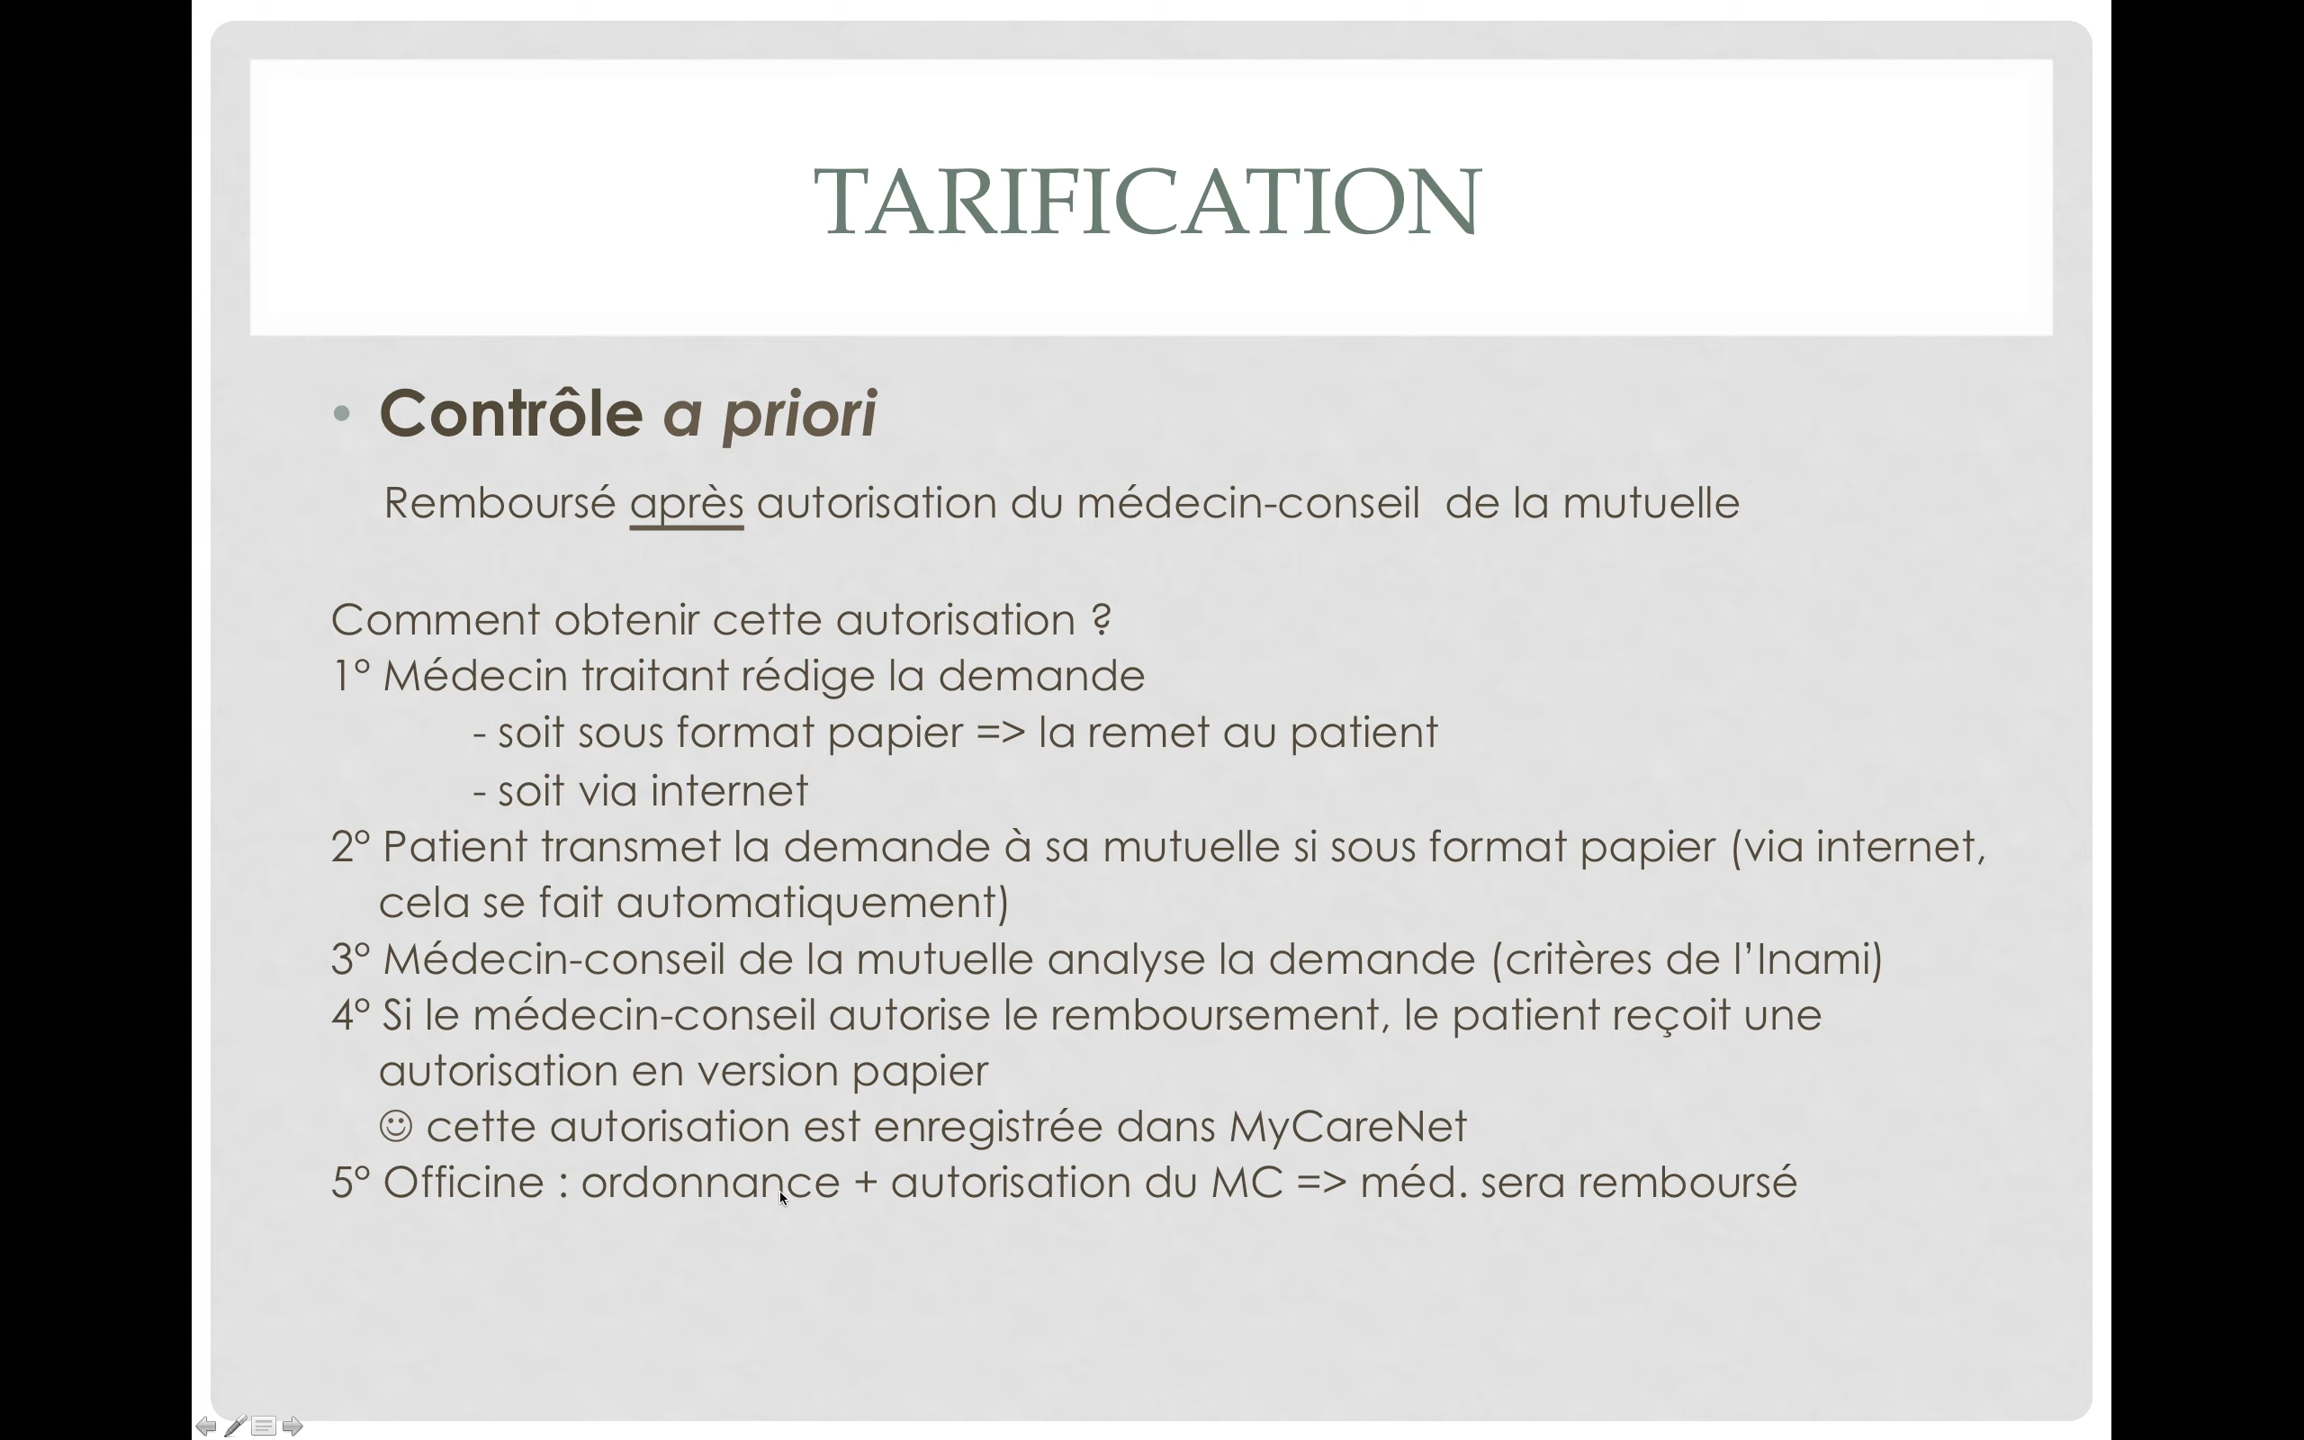 TARIFICATION
• Contrôle a priori
Remboursé après autorisation du médecin-conseil de la mutuelle
Comment obtenir cette autorisation ?
1° Médecin traitant rédige la demande
- soit sous format papier => la remet au patient
- soit via internet
2° Patient transmet la demande à sa mutuelle si sous format papier (via internet,
cela se fait automatiquement)
3° Médecin-conseil de la mutuelle analyse la demande (critères de l’Inami)
4° Si le médecin-conseil autorise le remboursement, le patient reçoit une
autorisation en version papier
☺ cette autorisation est enregistrée dans MyCareNet
5° Officine : ordonnance + autorisation du MC => méd. sera remboursé